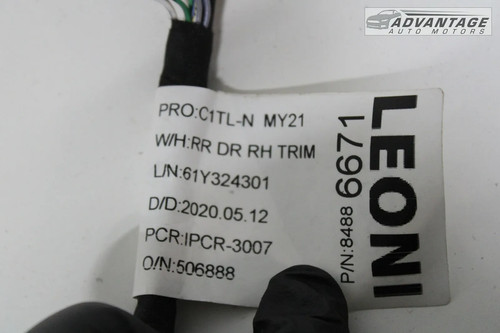 ADVANTAGE
AUTO MOTORS
PRO:C1TL-N MY21
W/H:RR DR RH TRIM
L/N:61Y324301
D/D:2020.05.12
PCR:IPCR-3007
O/N:506888
P/N:8488 6671
LEONI